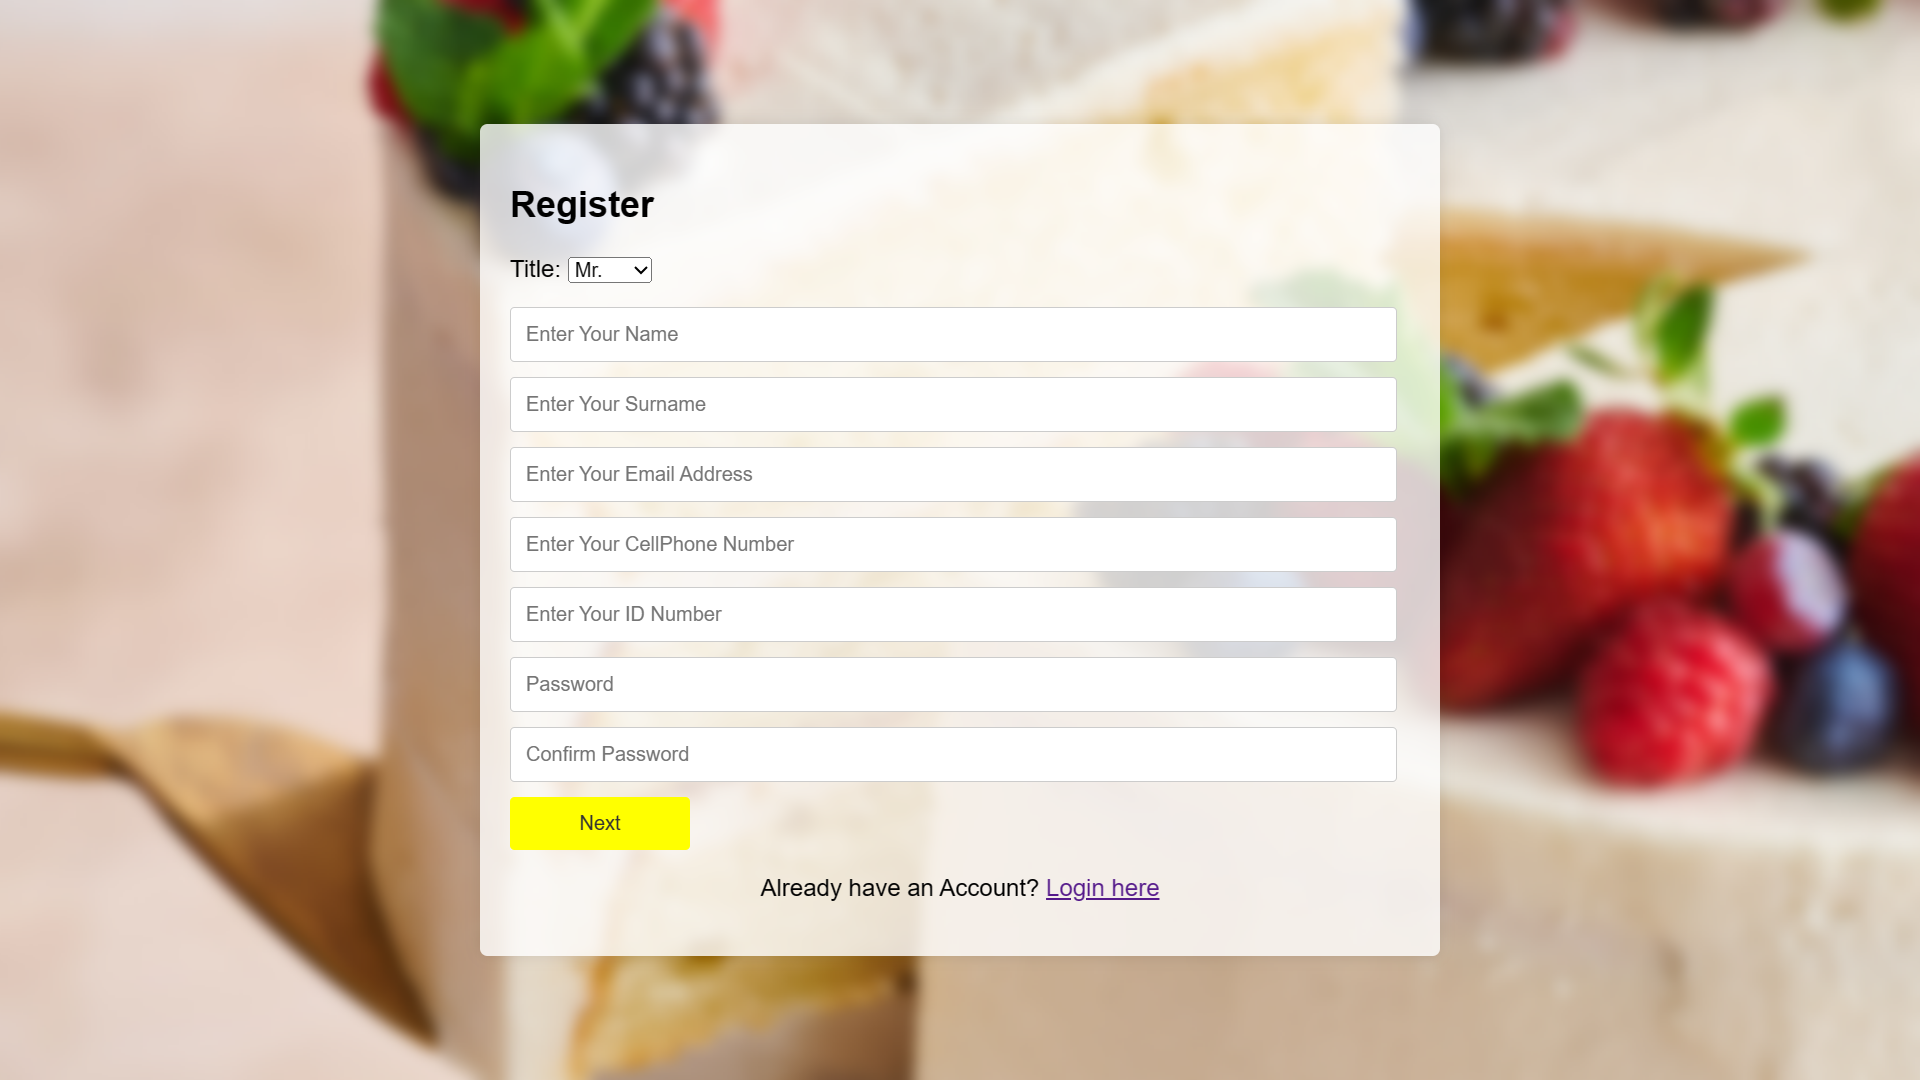 Register
Title: Mr.
Enter Your Name
Enter Your Surname
Enter Your Email Address
Enter Your CellPhone Number
Enter Your ID Number
Password
Confirm Password
Next
Already have an Account? Login here